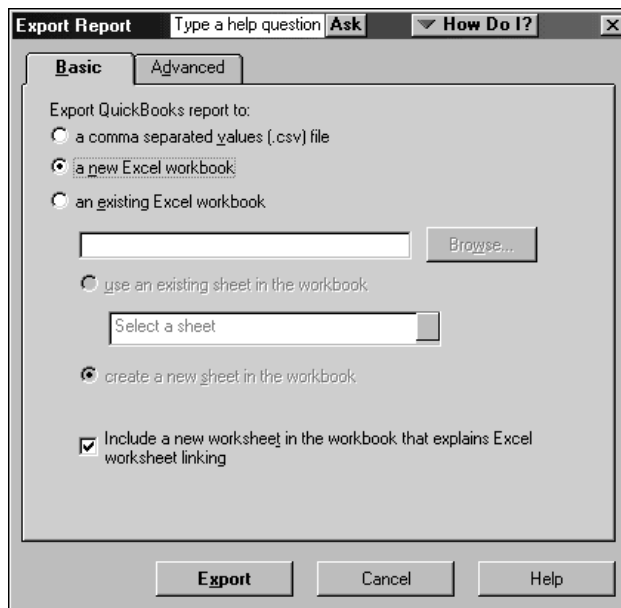 Export Report Type a help question Ask How Do I?
Basic Advanced
Export QuickBooks report to:
a comma separated values (.csv) file
a new Excel workbook
an existing Excel workbook
Browse...
use an existing sheet in the workbook
Select a sheet
create a new sheet in the workbook
Include a new worksheet in the workbook that explains Excel
worksheet linking
Export Cancel Help